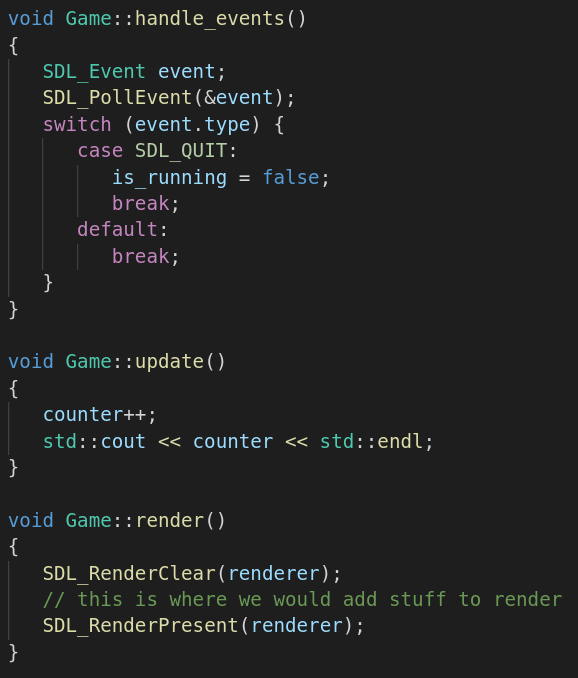 void Game::handle_events()
{
   SDL_Event event;
   SDL_PollEvent(&event);
   switch (event.type) {
      case SDL_QUIT:
         is_running = false;
         break;
      default:
         break;
   }
}

void Game::update()
{
   counter++;
   std::cout << counter << std::endl;
}

void Game::render()
{
   SDL_RenderClear(renderer);
   // this is where we would add stuff to render
   SDL_RenderPresent(renderer);
}